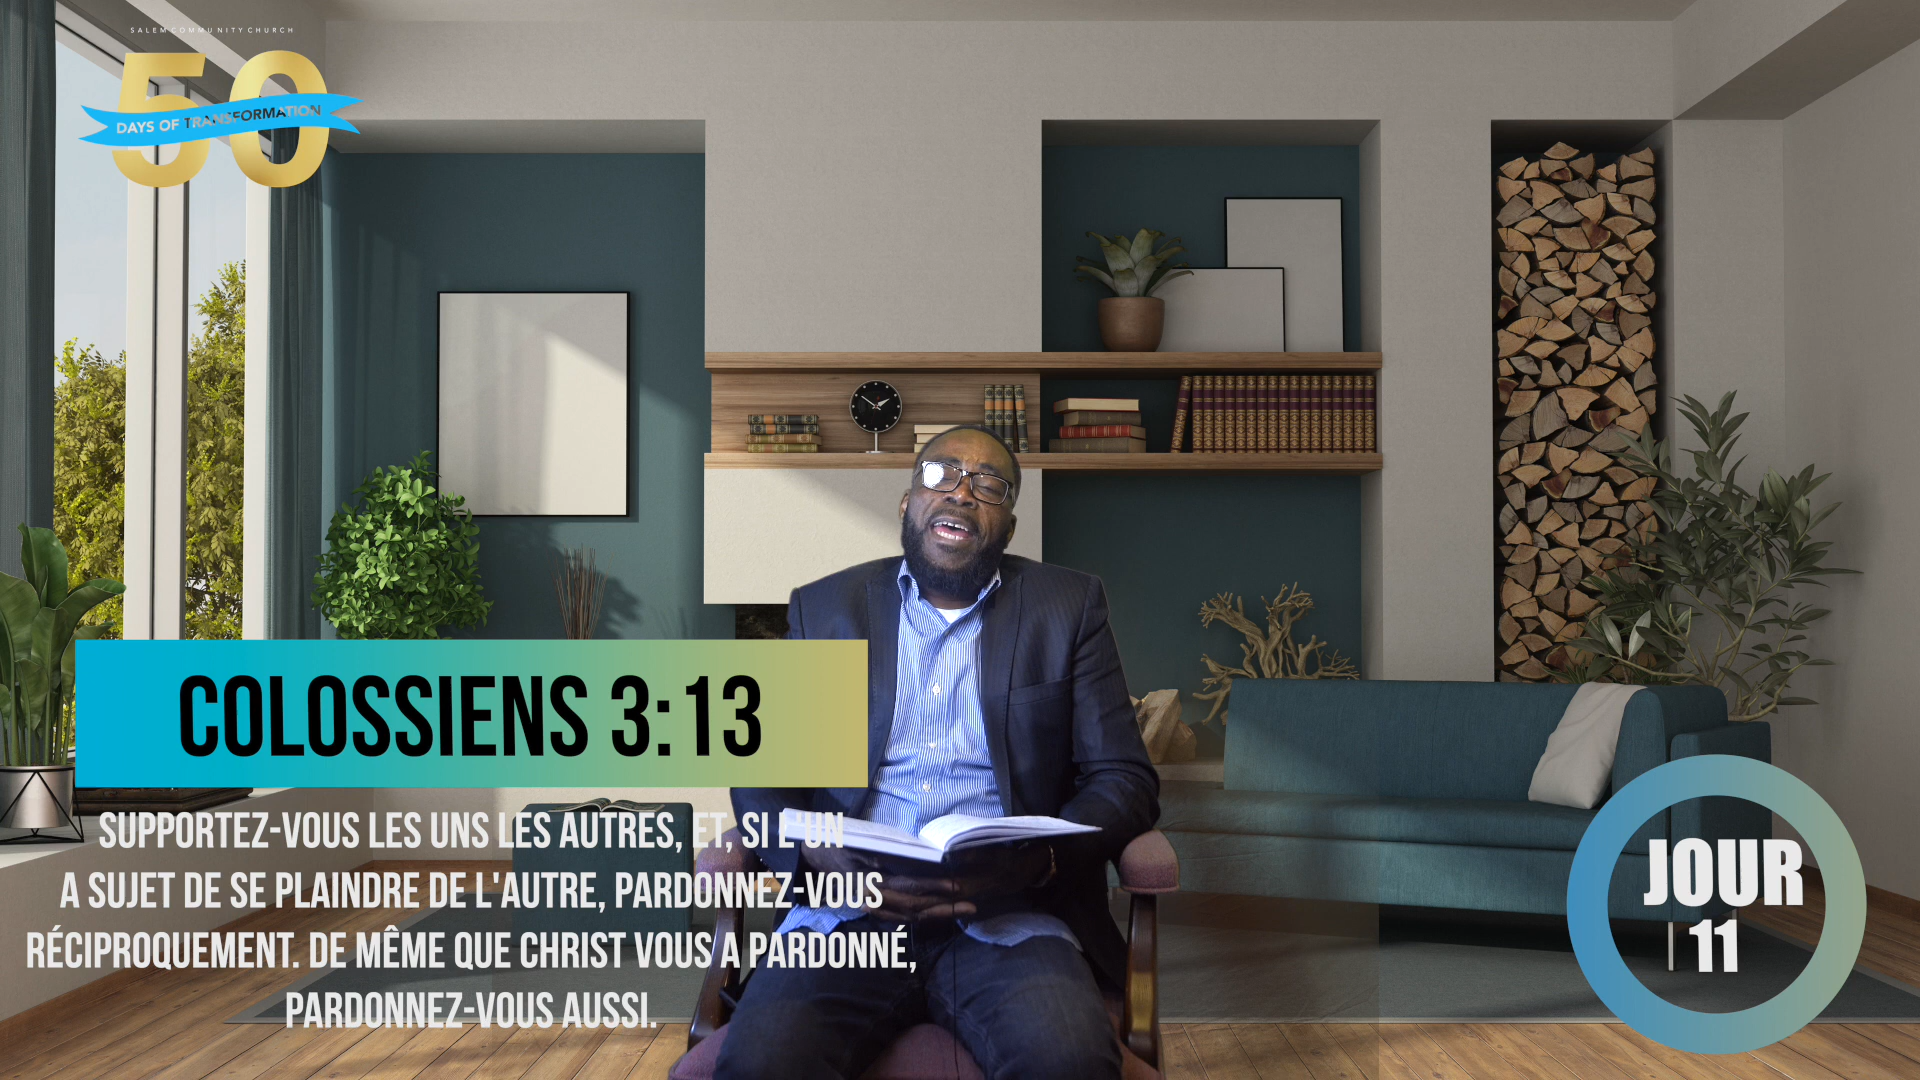 SALEM COMMUNITY CHURCH
50
DAYS OF TRANSFORMATION
COLOSSIENS 3:13
SUPPORTEZ-VOUS LES UNS LES AUTRES, ET, SI L'UN
A SUJET DE SE PLAINDRE DE L'AUTRE, PARDONNEZ-VOUS
RÉCIPROQUEMENT. DE MÊME QUE CHRIST VOUS A PARDONNÉ,
PARDONNEZ-VOUS AUSSI.
JOUR
11